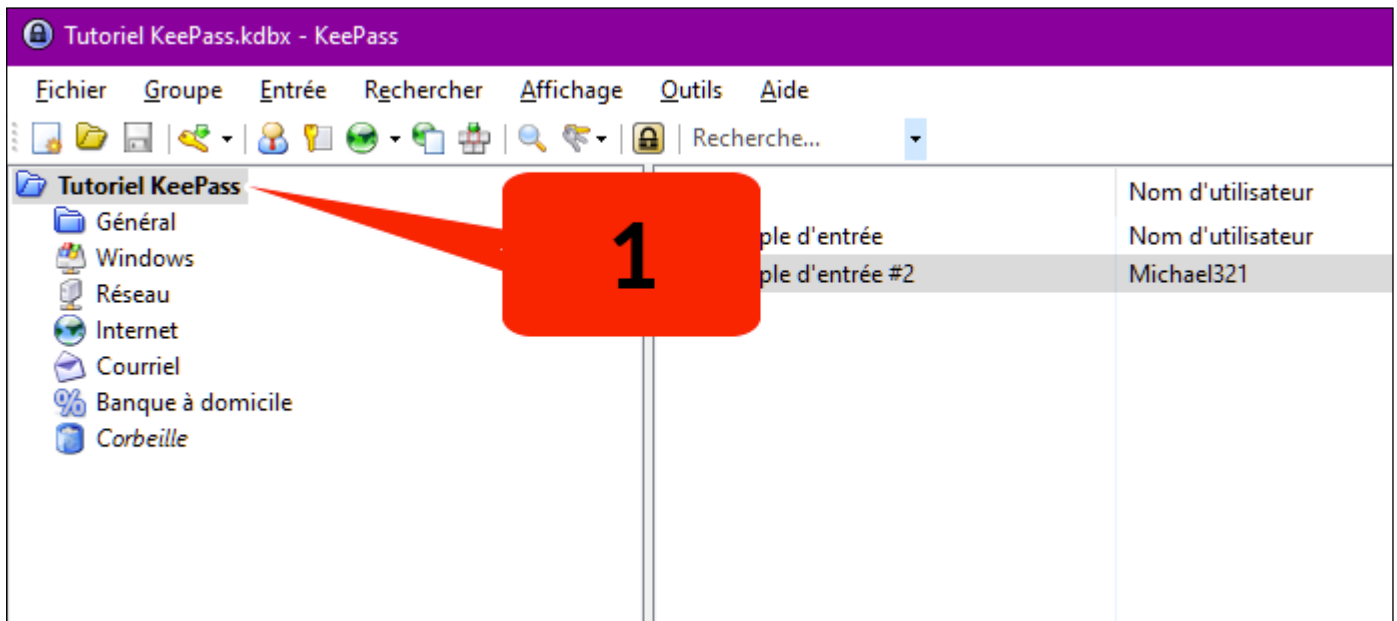 Tutoriel KeePass.kdbx - KeePass
Fichier Groupe Entrée Rechercher Affichage Outils Aide
Recherche...
Tutoriel KeePass
Général
Windows
Réseau
Internet
Courriel
Banque à domicile
Corbeille
1
Nom d'utilisateur
ple d'entrée Nom d'utilisateur
ple d'entrée #2 Michael321